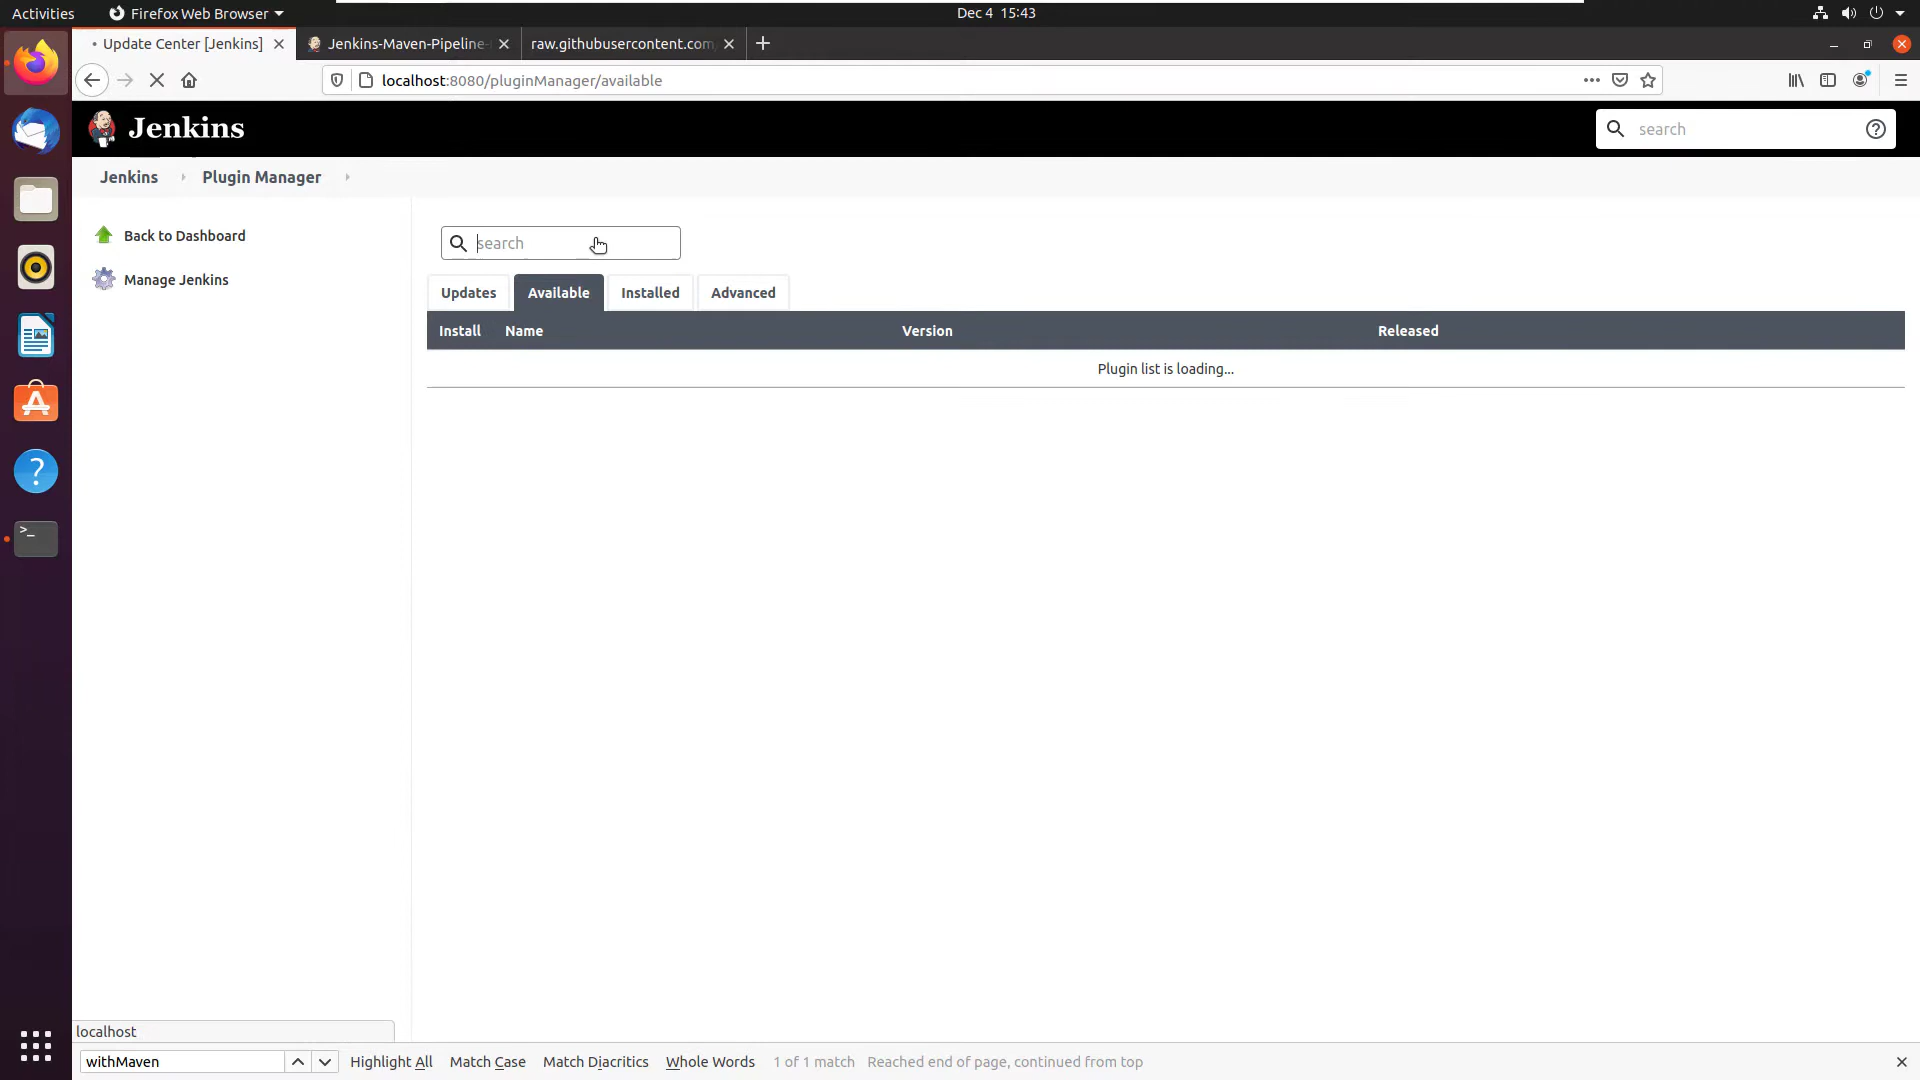 Activities
Firefox Web Browser
Dec 4 15:43
Update Center [Jenkins]
Jenkins-Maven-Pipeline-
raw.githubusercontent.com/
localhost:8080/pluginManager/available
Jenkins
search
Jenkins
Plugin Manager
Back to Dashboard
Manage Jenkins
search
Updates
Available
Installed
Advanced
Install
Name
Version
Released
Plugin list is loading...
localhost
withMaven
Highlight All
Match Case
Match Diacritics
Whole Words
1 of 1 match
Reached end of page, continued from top